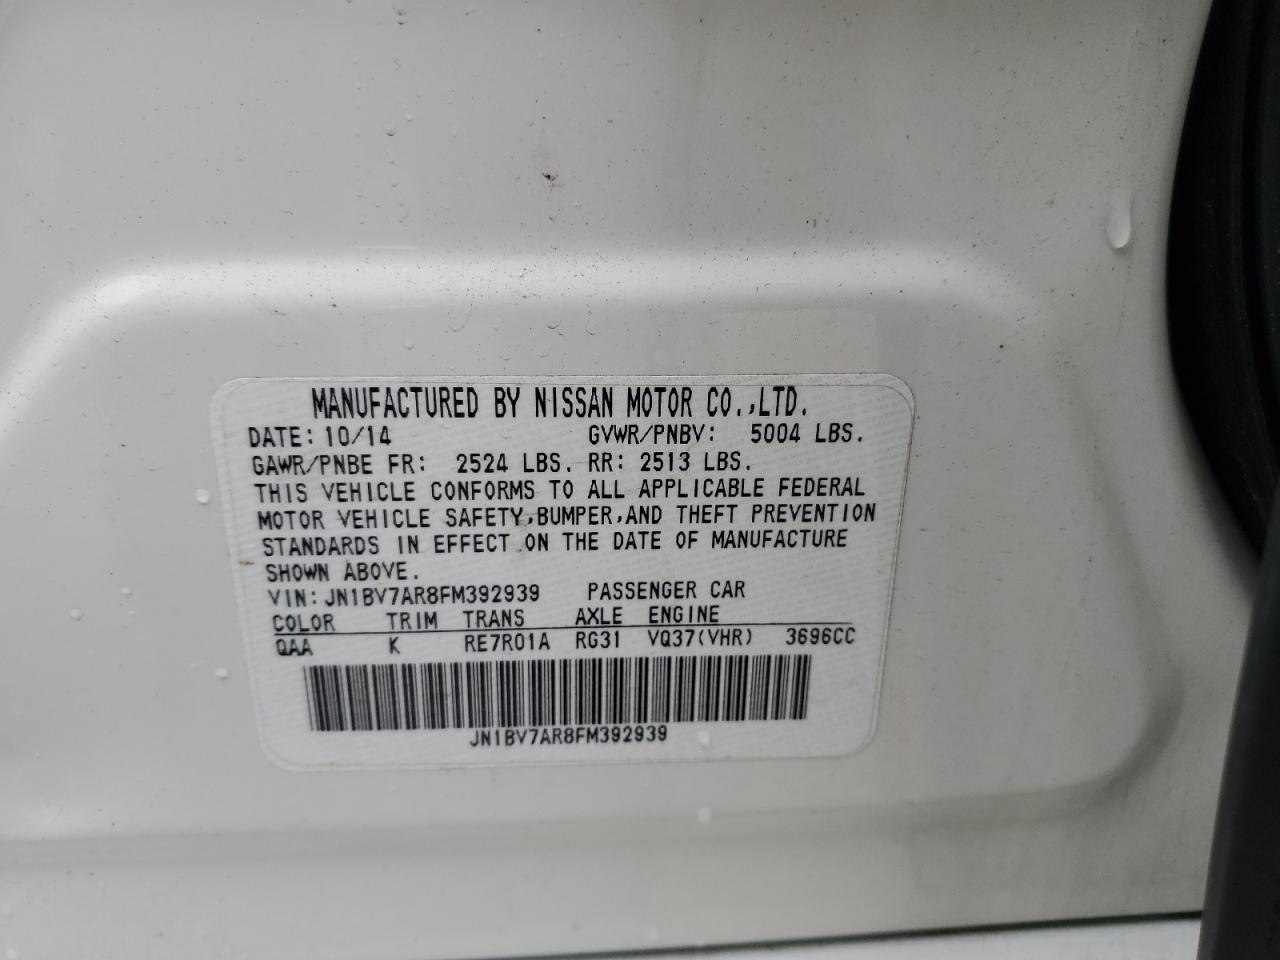 MANUFACTURED BY NISSAN MOTOR CO.,LTD.
DATE: 10/14 GVWR/PNBV: 5004 LBS.
GAWR/PNBE FR: 2524 LBS. RR: 2513 LBS.
THIS VEHICLE CONFORMS TO ALL APPLICABLE FEDERAL
MOTOR VEHICLE SAFETY,BUMPER,AND THEFT PREVENTION
STANDARDS IN EFFECT ON THE DATE OF MANUFACTURE
SHOWN ABOVE.
VIN: JN1BV7AR8FM392939 PASSENGER CAR
COLOR TRIM TRANS AXLE ENGINE
QAA K RE7R01A RG31 VQ37(VHR) 3696CC
JN1BV7AR8FM392939